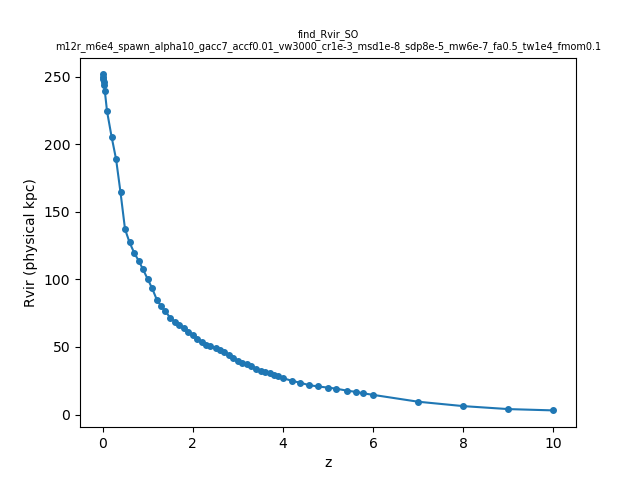 find_Rvir_SO
m12r_m6e4_spawn_alpha10_gacc7_accf0.01_vw3000_cr1e-3_msd1e-8_sdp8e-5_mw6e-7_fa0.5_tw1e4_fmom0.1
250
200
150
100
50
0
Rvir (physical kpc)
0 2 4 6 8 10
z